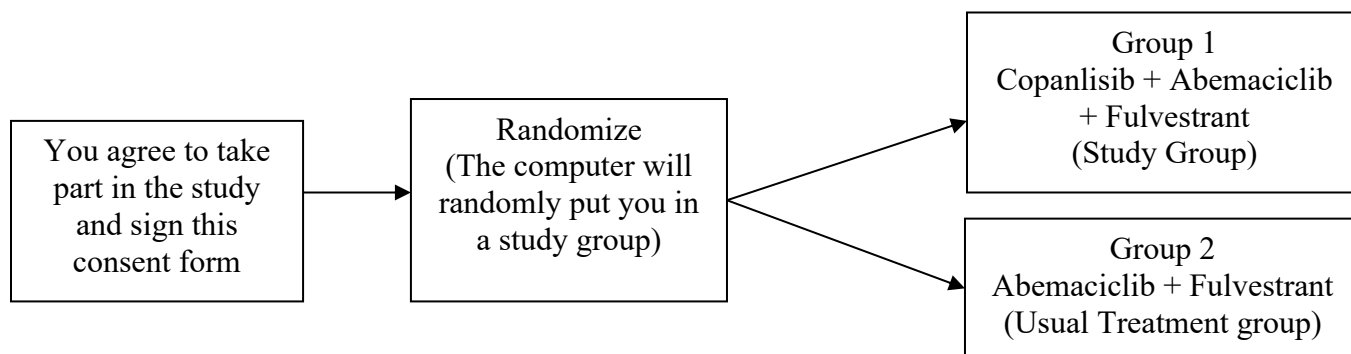 You agree to take
part in the study
and sign this
consent form
Randomize
(The computer will
randomly put you in
a study group)
Group 1
Copanlisib + Abemaciclib
+ Fulvestrant
(Study Group)
Group 2
Abemaciclib + Fulvestrant
(Usual Treatment group)